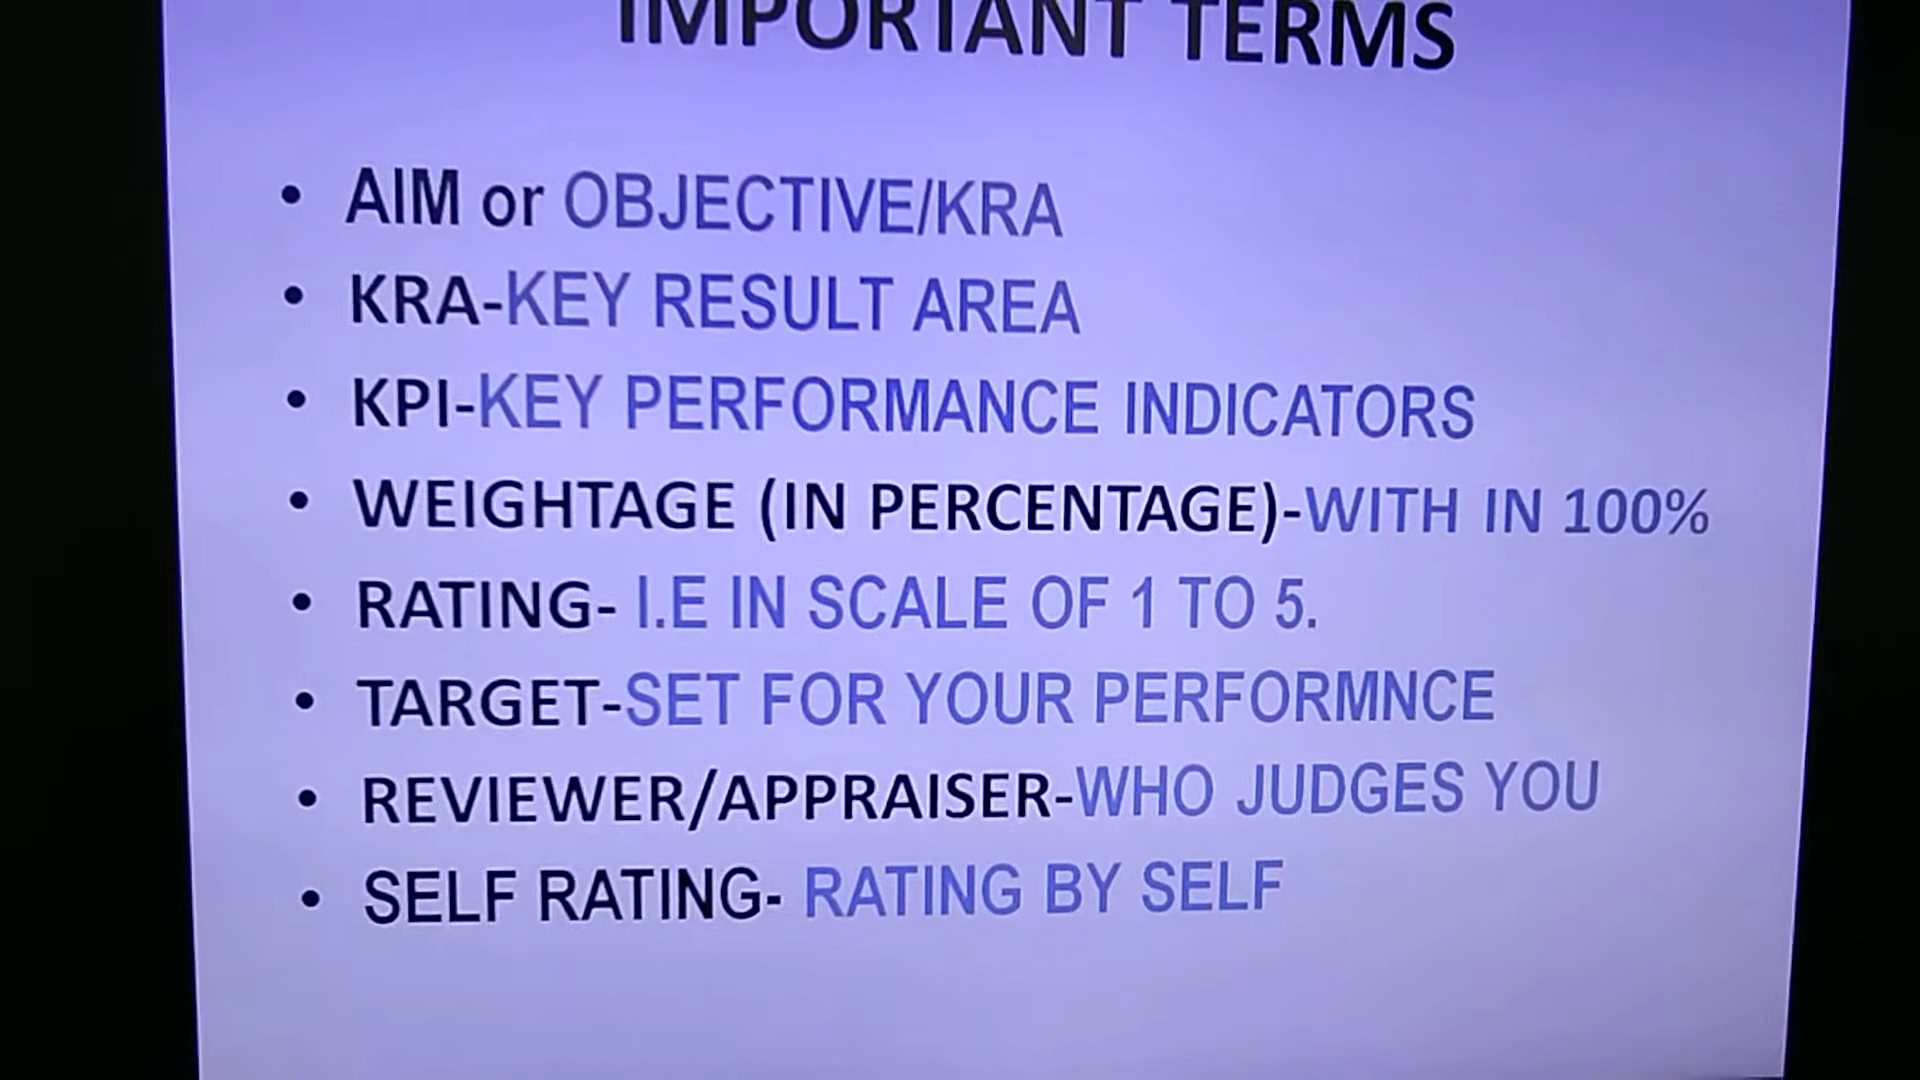 IMPORTANT TERMS
• AIM or OBJECTIVE/KRA
• KRA-KEY RESULT AREA
• KPI-KEY PERFORMANCE INDICATORS
• WEIGHTAGE (IN PERCENTAGE)-WITH IN 100%
• RATING- I.E IN SCALE OF 1 TO 5.
• TARGET-SET FOR YOUR PERFORMNCE
• REVIEWER/APPRAISER-WHO JUDGES YOU
• SELF RATING- RATING BY SELF